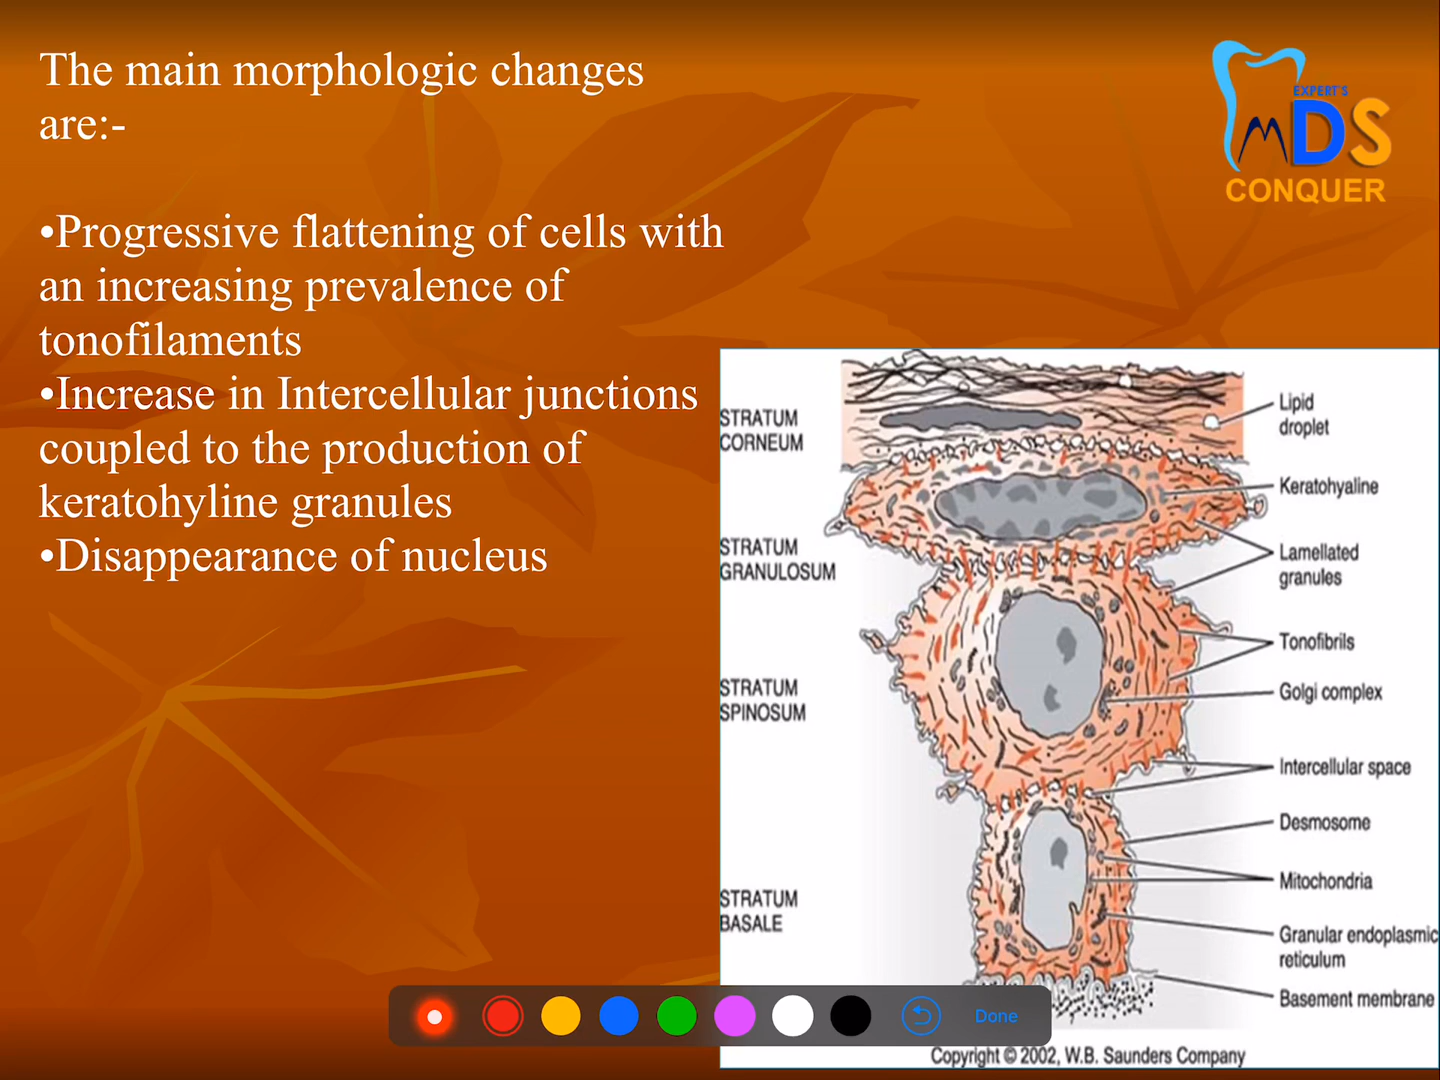 The main morphologic changes
are:-
•Progressive flattening of cells with
an increasing prevalence of
tonofilaments
•Increase in Intercellular junctions
coupled to the production of
keratohyline granules
•Disappearance of nucleus
EXPERT'S
MDS
CONQUER
STRATUM
CORNEUM
STRATUM
GRANULOSUM
STRATUM
SPINOSUM
STRATUM
BASALE
Lipid
droplet
Keratohyaline
Lamellated
granules
Tonofibrils
Golgi complex
Intercellular space
Desmosome
Mitochondria
Granular endoplasmic
reticulum
Basement membrane
Copyright © 2002, W.B. Saunders Company
Done